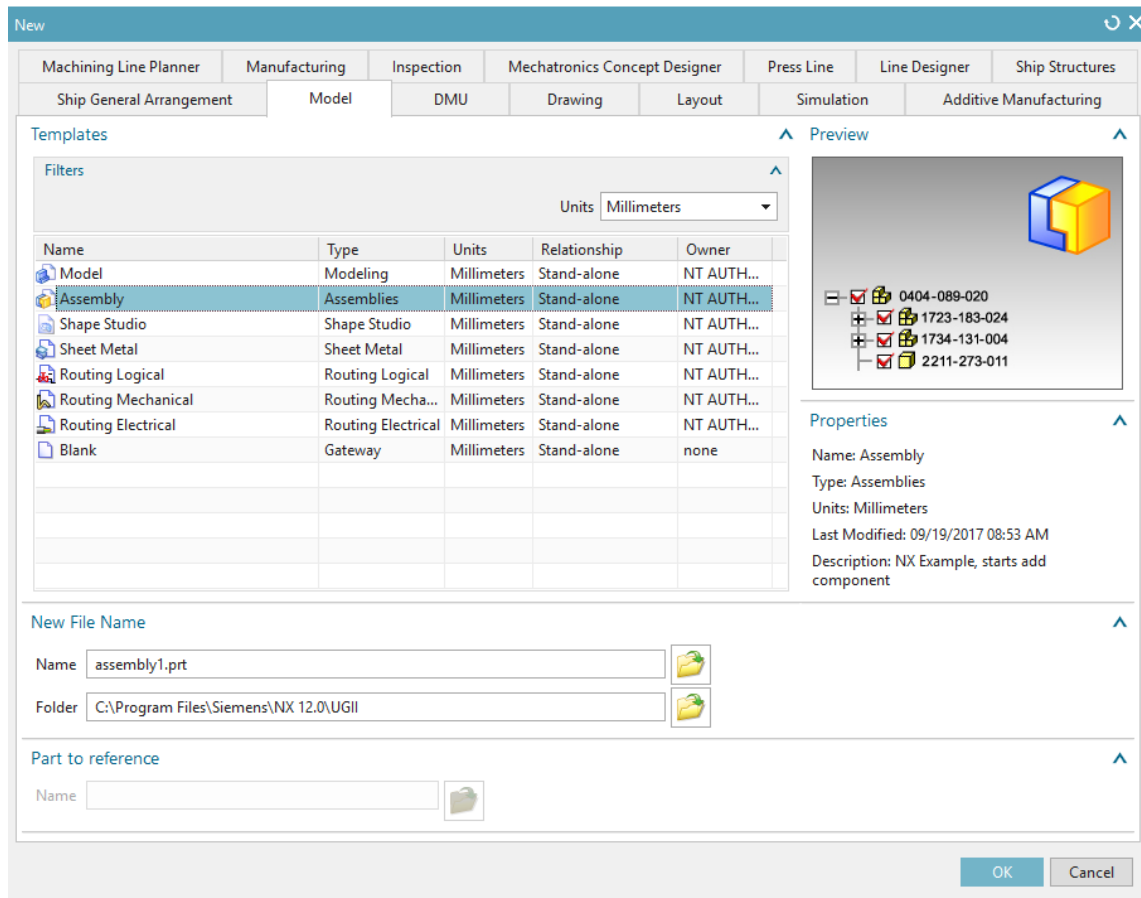 New
Machining Line Planner Manufacturing Inspection Mechatronics Concept Designer Press Line Line Designer Ship Structures
Ship General Arrangement Model DMU Drawing Layout Simulation Additive Manufacturing
Templates
Filters
Units Millimeters
Name Type Units Relationship Owner
Model Modeling Millimeters Stand-alone NT AUTH...
Assembly Assemblies Millimeters Stand-alone NT AUTH...
Shape Studio Shape Studio Millimeters Stand-alone NT AUTH...
Sheet Metal Sheet Metal Millimeters Stand-alone NT AUTH...
Routing Logical Routing Logical Millimeters Stand-alone NT AUTH...
Routing Mechanical Routing Mecha... Millimeters Stand-alone NT AUTH...
Routing Electrical Routing Electrical Millimeters Stand-alone NT AUTH...
Blank Gateway Millimeters Stand-alone none
Preview
0404-089-020
1723-183-024
1734-131-004
2211-273-011
Properties
Name: Assembly
Type: Assemblies
Units: Millimeters
Last Modified: 09/19/2017 08:53 AM
Description: NX Example, starts add
component
New File Name
Name assembly1.prt
Folder C:\Program Files\Siemens\NX 12.0\UGII
Part to reference
Name
OK Cancel